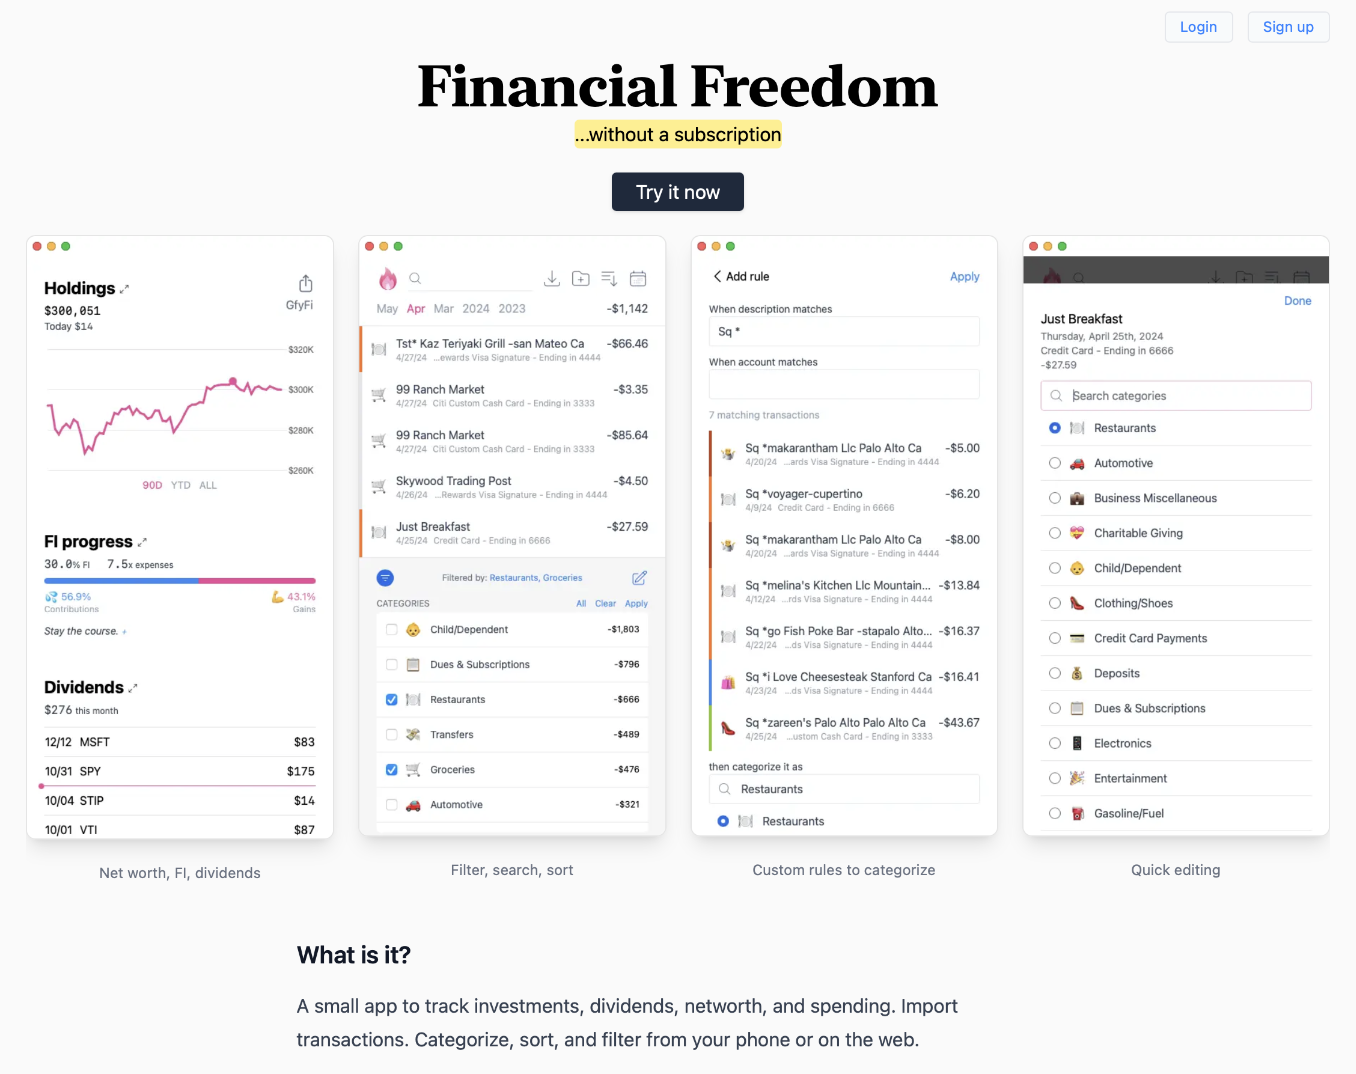 Login
Sign up
Financial Freedom
...without a subscription
Try it now
Holdings
$300,051
Today $14
GfyFi
$320K
$300K
$280K
$260K
90D YTD ALL
FI progress
30.0% FI 7.5x expenses
56.9%
Contributions
43.1%
Gains
Stay the course.
Dividends
$276 this month
12/12 MSFT $83
10/31 SPY $175
10/04 STIP $14
10/01 VTI $87
Net worth, FI, dividends
May Apr Mar 2024 2023 -$1,142
Tst* Kaz Teriyaki Grill -san Mateo Ca -$66.46
4/27/24 ...ewards Visa Signature - Ending in 4444
99 Ranch Market -$3.35
4/27/24 Citi Custom Cash Card - Ending in 3333
99 Ranch Market -$85.64
4/27/24 Citi Custom Cash Card - Ending in 3333
Skywood Trading Post -$4.50
4/26/24 ...Rewards Visa Signature - Ending in 4444
Just Breakfast -$27.59
4/25/24 Credit Card - Ending in 6666
Filtered by: Restaurants, Groceries
CATEGORIES All Clear Apply
Child/Dependent -$1,803
Dues & Subscriptions -$796
Restaurants -$666
Transfers -$489
Groceries -$476
Automotive -$321
Filter, search, sort
Add rule Apply
When description matches
Sq *
When account matches
7 matching transactions
Sq *makarantham Llc Palo Alto Ca -$5.00
4/20/24 ...ards Visa Signature - Ending in 4444
Sq *voyager-cupertino -$6.20
4/9/24 Credit Card - Ending in 6666
Sq *makarantham Llc Palo Alto Ca -$8.00
4/20/24 ...ards Visa Signature - Ending in 4444
Sq *melina's Kitchen Llc Mountain... -$13.84
4/12/24 ...rds Visa Signature - Ending in 4444
Sq *go Fish Poke Bar -stapalo Alto... -$16.37
4/22/24 ...ds Visa Signature - Ending in 4444
Sq *i Love Cheesesteak Stanford Ca -$16.41
4/23/24 ...ds Visa Signature - Ending in 4444
Sq *zareen's Palo Alto Palo Alto Ca -$43.67
4/25/24 ...ustom Cash Card - Ending in 3333
then categorize it as
Restaurants
Restaurants
Custom rules to categorize
Done
Just Breakfast
Thursday, April 25th, 2024
Credit Card - Ending in 6666
-$27.59
Search categories
Restaurants
Automotive
Business Miscellaneous
Charitable Giving
Child/Dependent
Clothing/Shoes
Credit Card Payments
Deposits
Dues & Subscriptions
Electronics
Entertainment
Gasoline/Fuel
Quick editing
What is it?
A small app to track investments, dividends, networth, and spending. Import
transactions. Categorize, sort, and filter from your phone or on the web.